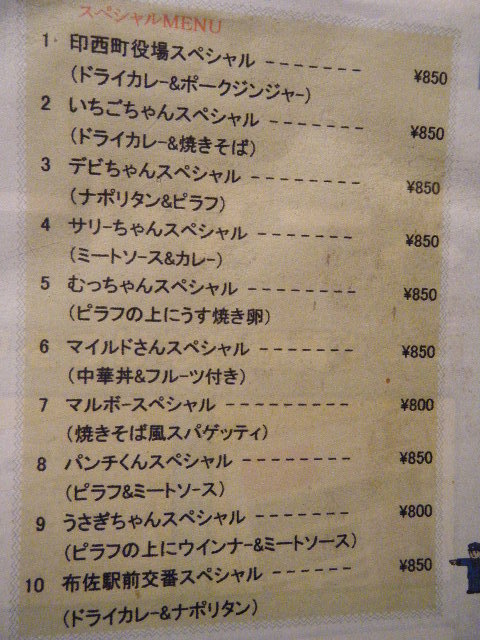 スペシャルMENU
1 印西町役場スペシャル ------- ¥850
(ドライカレー&ポークジンジャー)
2 いちごちゃんスペシャル ------- ¥850
(ドライカレー&焼きそば)
3 デビちゃんスペシャル -------- ¥850
(ナポリタン&ピラフ)
4 サリーちゃんスペシャル ------- ¥850
(ミートソース&カレー)
5 むっちゃんスペシャル -------- ¥850
(ピラフの上にうす焼き卵)
6 マイルドさんスペシャル ------- ¥850
(中華丼&フルーツ付き)
7 マルボースペシャル --------- ¥800
(焼きそば風スパゲッティ)
8 パンチくんスペシャル -------- ¥850
(ピラフ&ミートソース)
9 うさぎちゃんスペシャル ------- ¥800
(ピラフの上にウインナー&ミートソース)
10 布佐駅前交番スペシャル ------ ¥850
(ドライカレー&ナポリタン)